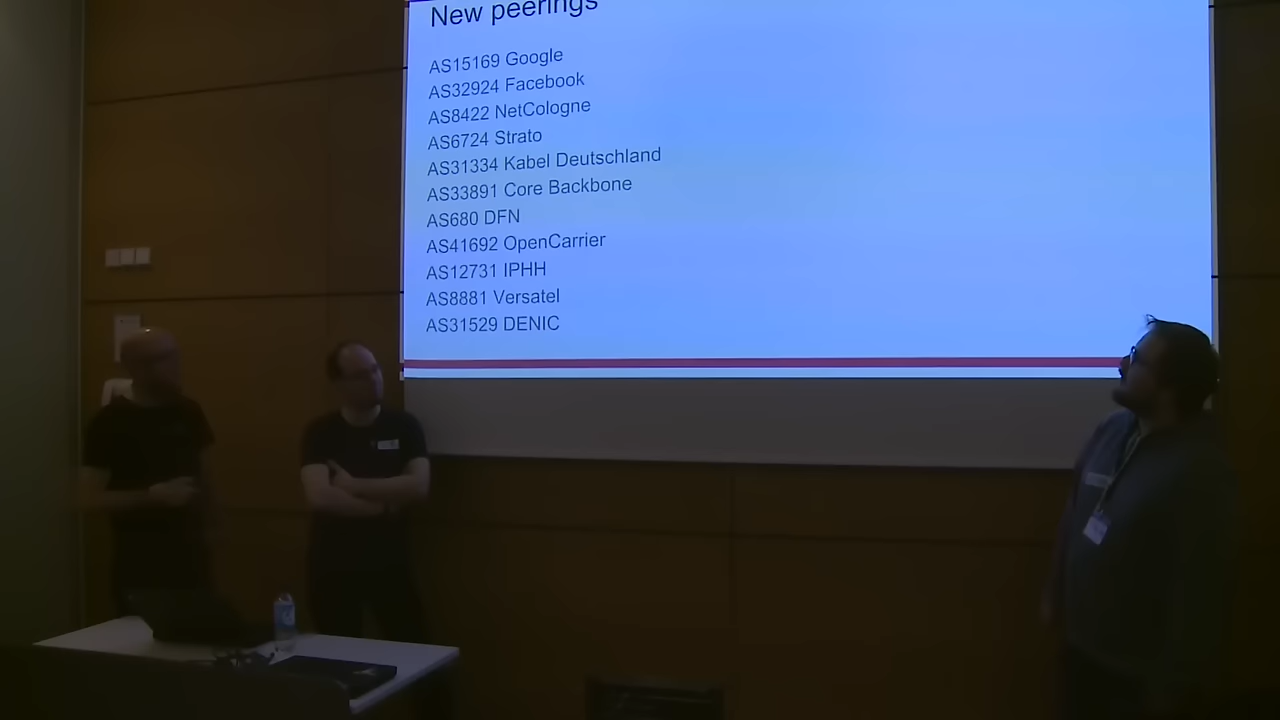 New peerings
AS15169 Google
AS32924 Facebook
AS8422 NetCologne
AS6724 Strato
AS31334 Kabel Deutschland
AS33891 Core Backbone
AS680 DFN
AS41692 OpenCarrier
AS12731 IPHH
AS8881 Versatel
AS31529 DENIC